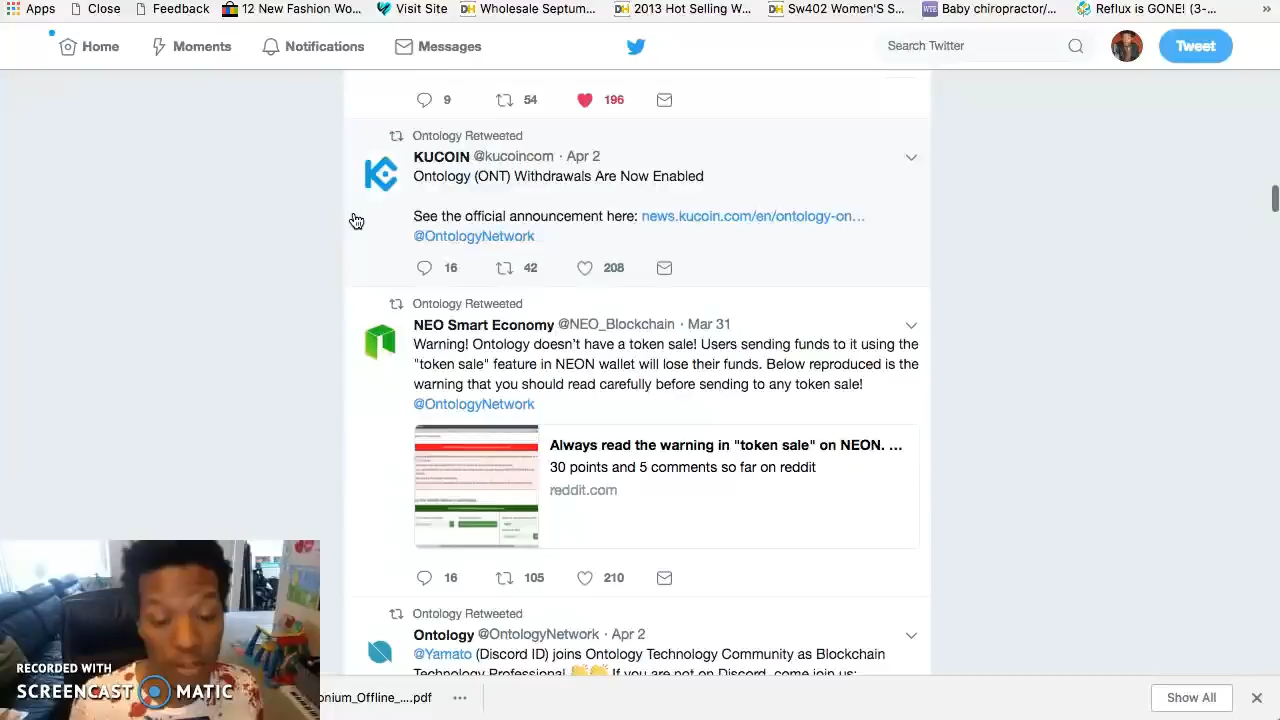 Apps Close Feedback 12 New Fashion Wo... Visit Site Wholesale Septum... 2013 Hot Selling W... Sw402 Women'S S... Baby chiropractor/... Reflux is GONE! (3-... »
Home Moments Notifications Messages Search Twitter Tweet
9 54 196
Ontology Retweeted
KUCOIN @kucoincom · Apr 2
Ontology (ONT) Withdrawals Are Now Enabled
See the official announcement here: news.kucoin.com/en/ontology-on…
@OntologyNetwork
16 42 208
Ontology Retweeted
NEO Smart Economy @NEO_Blockchain · Mar 31
Warning! Ontology doesn't have a token sale! Users sending funds to it using the
"token sale" feature in NEON wallet will lose their funds. Below reproduced is the
warning that you should read carefully before sending to any token sale!
@OntologyNetwork
Always read the warning in "token sale" on NEON. ...
30 points and 5 comments so far on reddit
reddit.com
16 105 210
Ontology Retweeted
Ontology @OntologyNetwork · Apr 2
@Yamato (Discord ID) joins Ontology Technology Community as Blockchain
Technology Professional 👏👏 If you are not on Discord, come join us:
RECORDED WITH
SCREENCAST MATIC
onium_Offline_....pdf
Show All